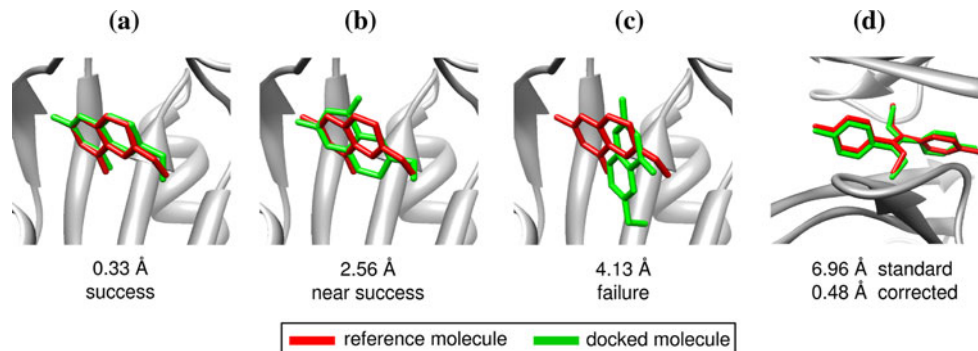 (a) (b) (c) (d)
0.33 Å 2.56 Å 4.13 Å 6.96 Å standard
success near success failure 0.48 Å corrected
reference molecule docked molecule